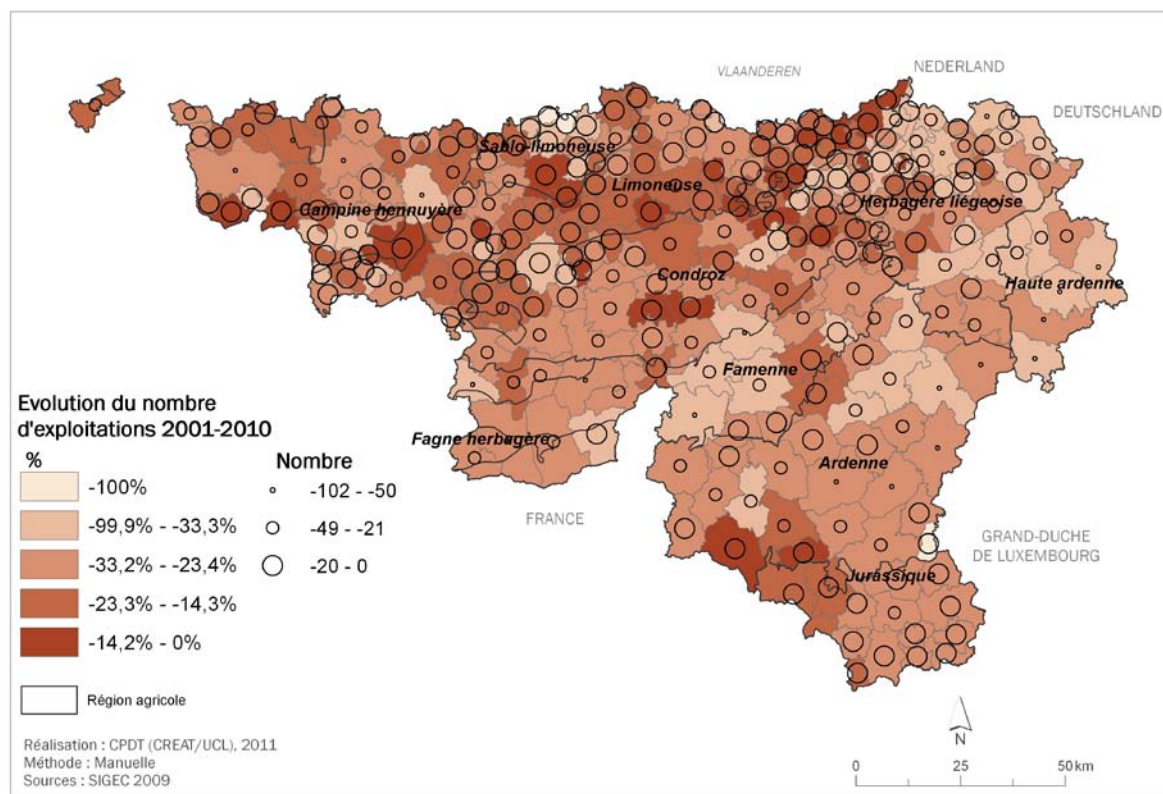 VLAANDEREN
NEDERLAND
DEUTSCHLAND
Sablo-limoneuse
Limoneuse
Campine hennuyère
Herbagère liégeoise
Condroz
Haute ardenne
Famenne
Fagne herbagère
Ardenne
FRANCE
GRAND-DUCHE
DE LUXEMBOURG
Jurassique
Evolution du nombre
d'exploitations 2001-2010
% Nombre
-100% -102 - -50
-99,9% - -33,3% -49 - -21
-33,2% - -23,4% -20 - 0
-23,3% - -14,3%
-14,2% - 0%
Région agricole
Réalisation : CPDT (CREAT/UCL), 2011
Méthode : Manuelle
Sources : SIGEC 2009
N
0 25 50 km